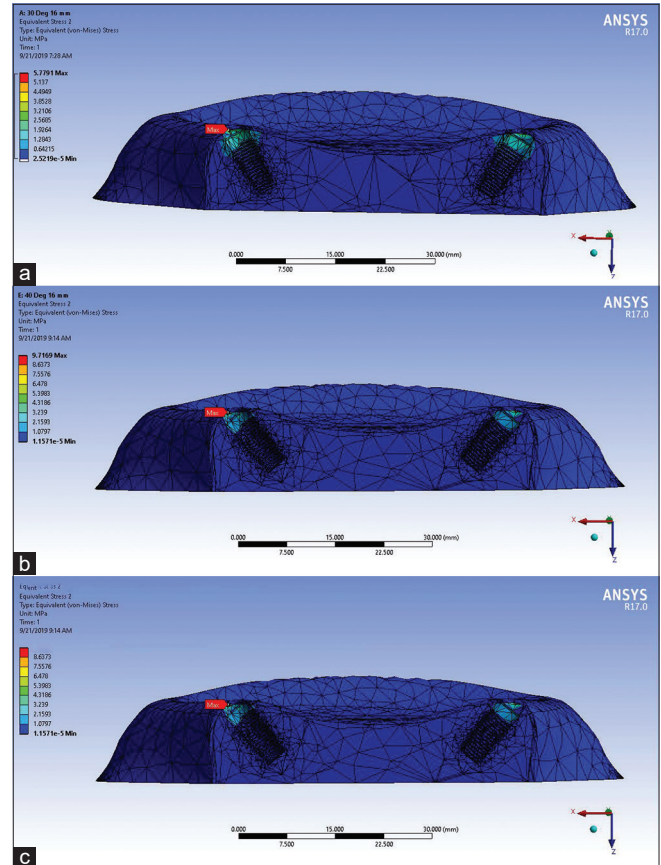 A: 30 Deg 16 mm
Equivalent Stress 2
Type: Equivalent (von-Mises) Stress
Unit: MPa
Time: 1
9/21/2019 7:28 AM
ANSYS
R17.0
5.7791 Max
5.137
4.4949
3.8528
3.2106
2.5685
1.9264
1.2843
0.64215
2.5219e-5 Min
Max
0.000
15.000
30.000 (mm)
7.500
22.500
X
Z
a
E: 40 Deg 16 mm
Equivalent Stress 2
Type: Equivalent (von-Mises) Stress
Unit: MPa
Time: 1
9/21/2019 9:14 AM
ANSYS
R17.0
9.7169 Max
8.6373
7.5576
6.478
5.3983
4.3186
3.239
2.1593
1.0797
1.1571e-5 Min
Max
0.000
15.000
30.000 (mm)
7.500
22.500
X
Z
b
Type: Equivalent (von-Mises) Stress
Unit: MPa
Time: 1
9/21/2019 9:14 AM
ANSYS
R17.0
8.6373
7.5576
6.478
5.3983
4.3186
3.239
2.1593
1.0797
1.1571e-5 Min
Max
0.000
15.000
30.000 (mm)
7.500
22.500
X
Z
c